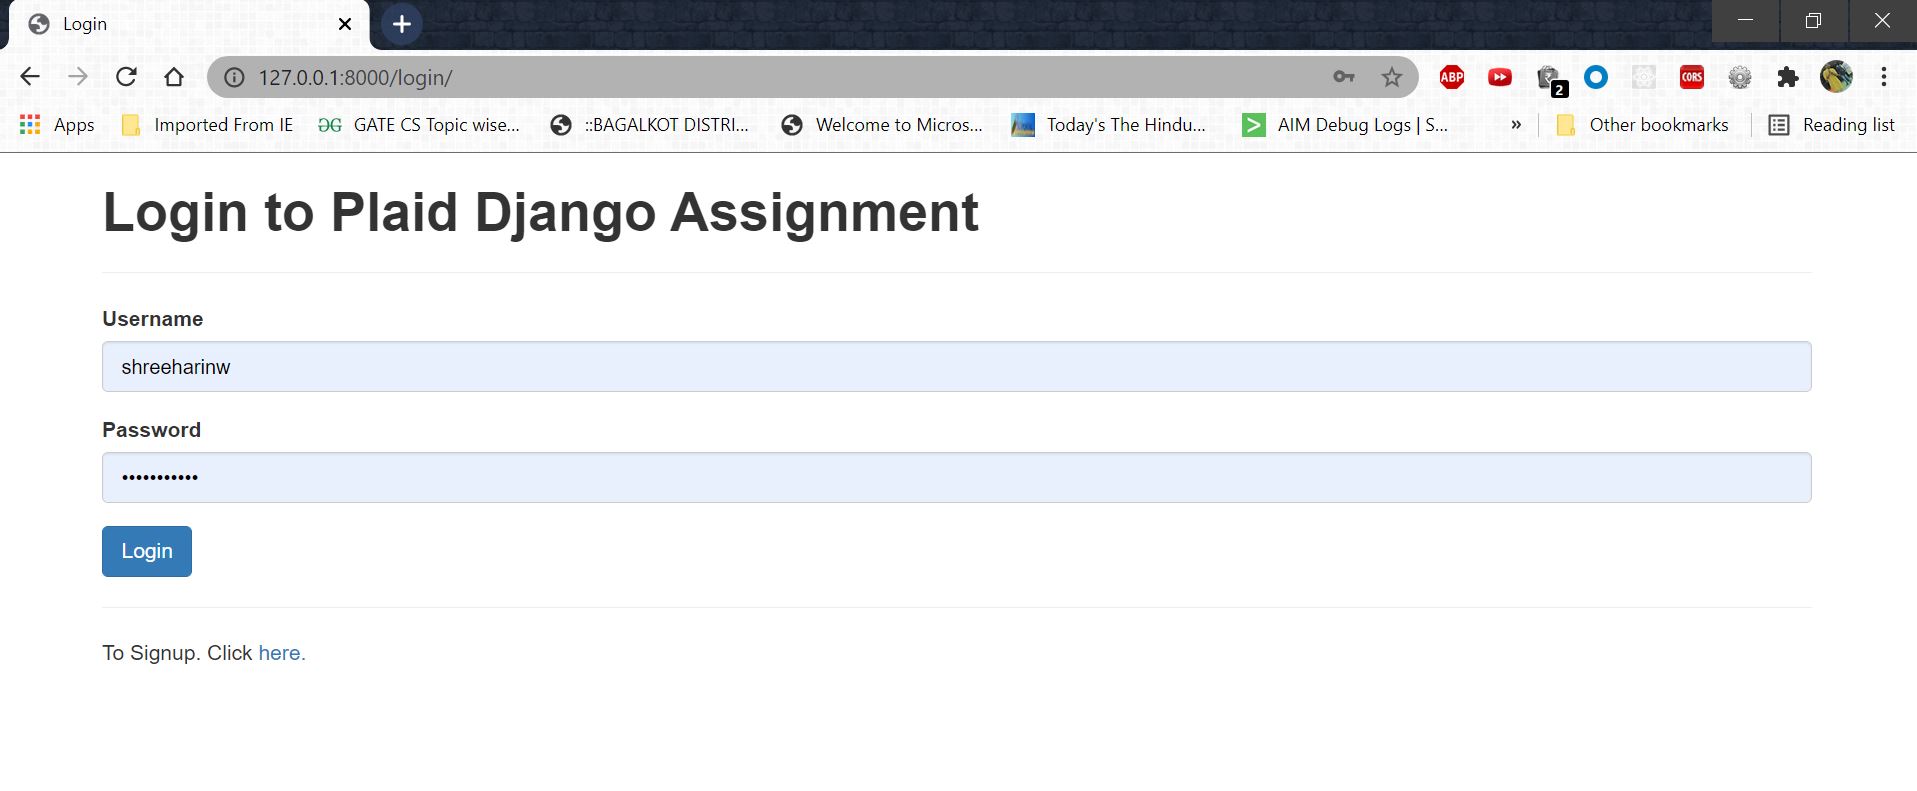 Login
127.0.0.1:8000/login/
ABP
2
CORS
Apps Imported From IE GATE CS Topic wise... ::BAGALKOT DISTRI... Welcome to Micros... Today's The Hindu... AIM Debug Logs | S... » Other bookmarks Reading list
Login to Plaid Django Assignment
Username
shreeharinw
Password
•••••••••••
Login
To Signup. Click here.